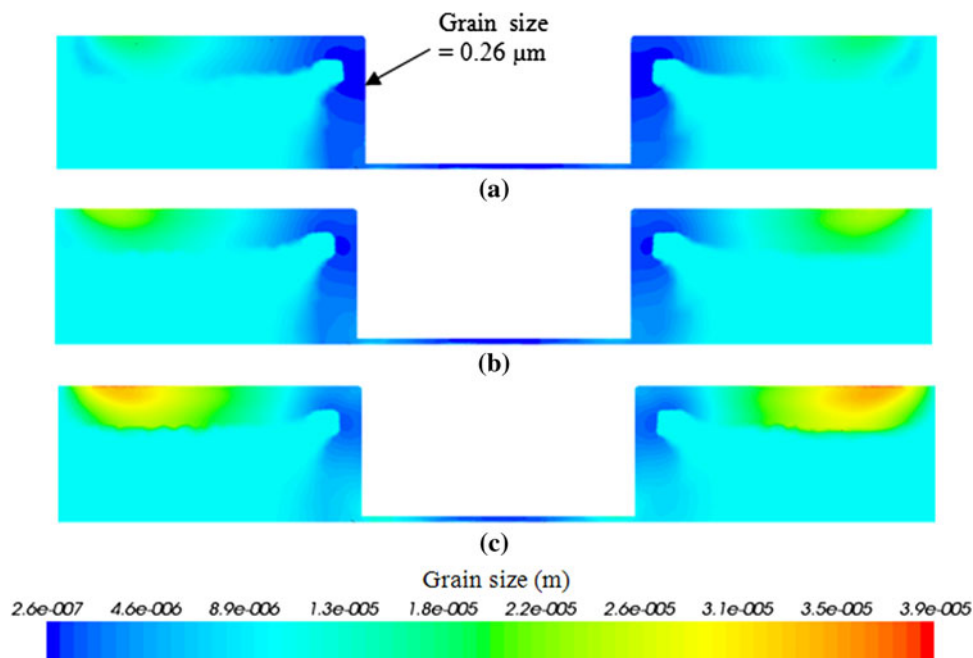 Grain size
= 0.26 µm
(a)
(b)
(c)
Grain size (m)
2.6e-007 4.6e-006 8.9e-006 1.3e-005 1.8e-005 2.2e-005 2.6e-005 3.1e-005 3.5e-005 3.9e-005